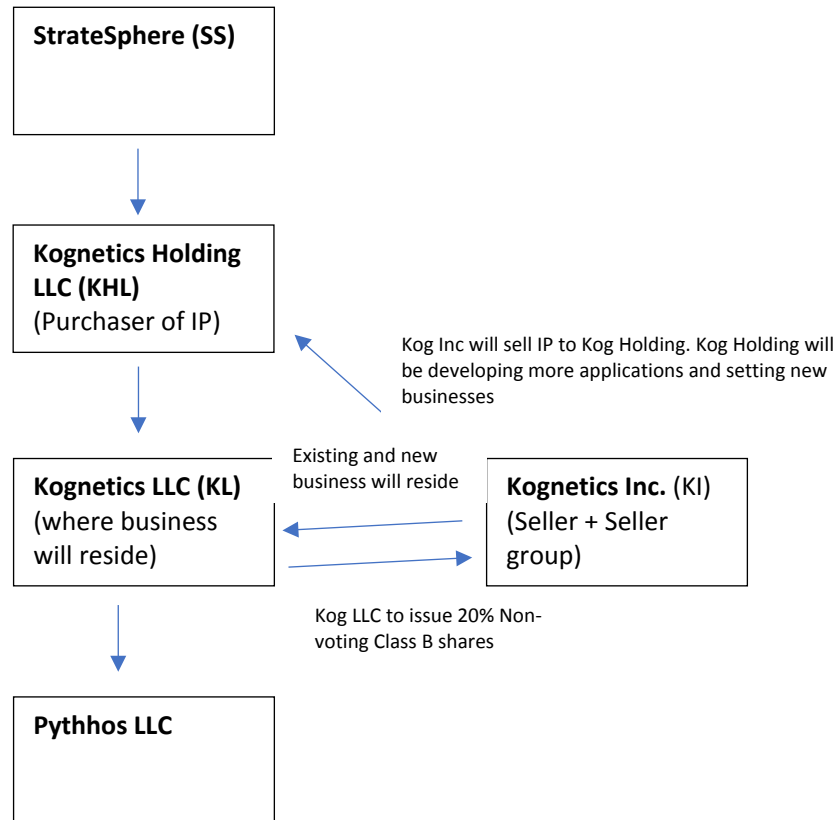 StrateSphere (SS)
Kognetics Holding
LLC (KHL)
(Purchaser of IP)
Kog Inc will sell IP to Kog Holding. Kog Holding will
be developing more applications and setting new
businesses
Existing and new
business will reside
Kognetics LLC (KL)
(where business
will reside)
Kognetics Inc. (KI)
(Seller + Seller
group)
Kog LLC to issue 20% Non-
voting Class B shares
Pythhos LLC